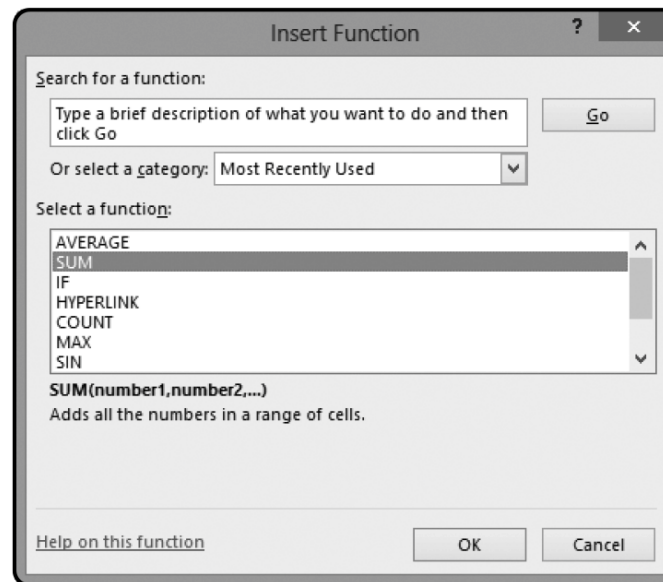 Insert Function
? ×
Search for a function:
Type a brief description of what you want to do and then
click Go
Go
Or select a category: Most Recently Used
Select a function:
AVERAGE
SUM
IF
HYPERLINK
COUNT
MAX
SIN
SUM(number1,number2,...)
Adds all the numbers in a range of cells.
Help on this function
OK
Cancel